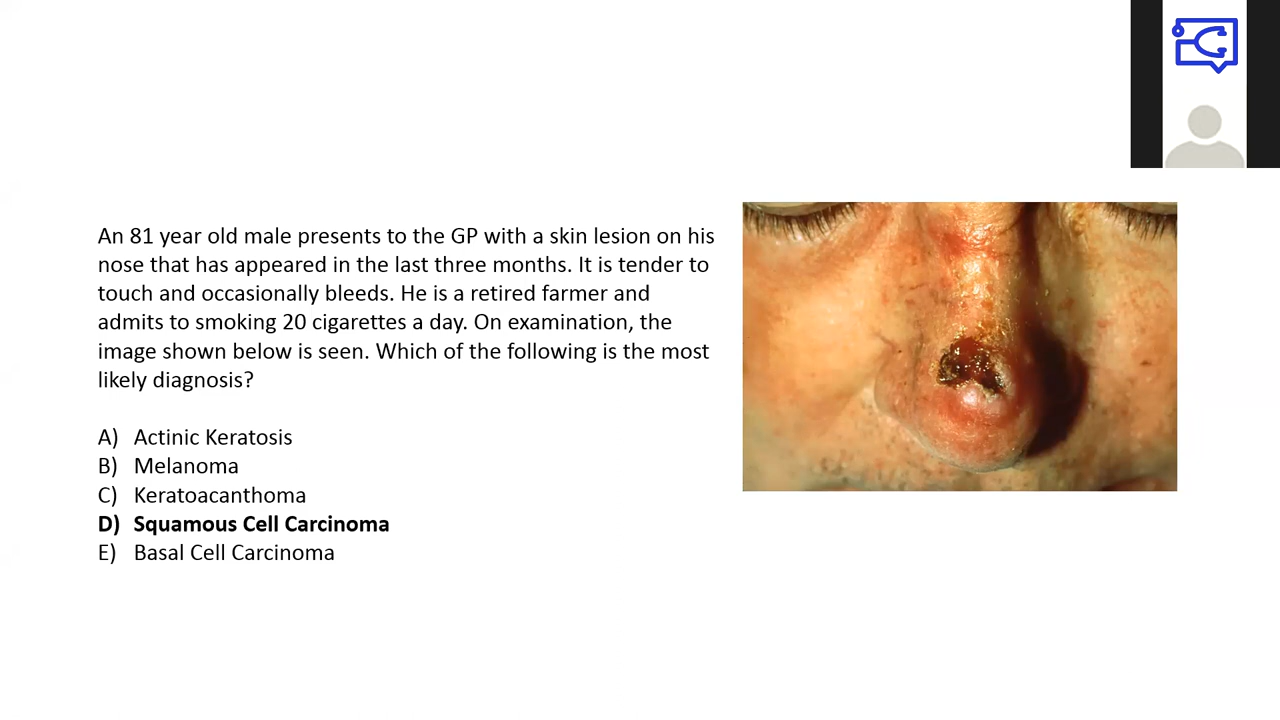 An 81 year old male presents to the GP with a skin lesion on his
nose that has appeared in the last three months. It is tender to
touch and occasionally bleeds. He is a retired farmer and
admits to smoking 20 cigarettes a day. On examination, the
image shown below is seen. Which of the following is the most
likely diagnosis?
A) Actinic Keratosis
B) Melanoma
C) Keratoacanthoma
D) Squamous Cell Carcinoma
E) Basal Cell Carcinoma